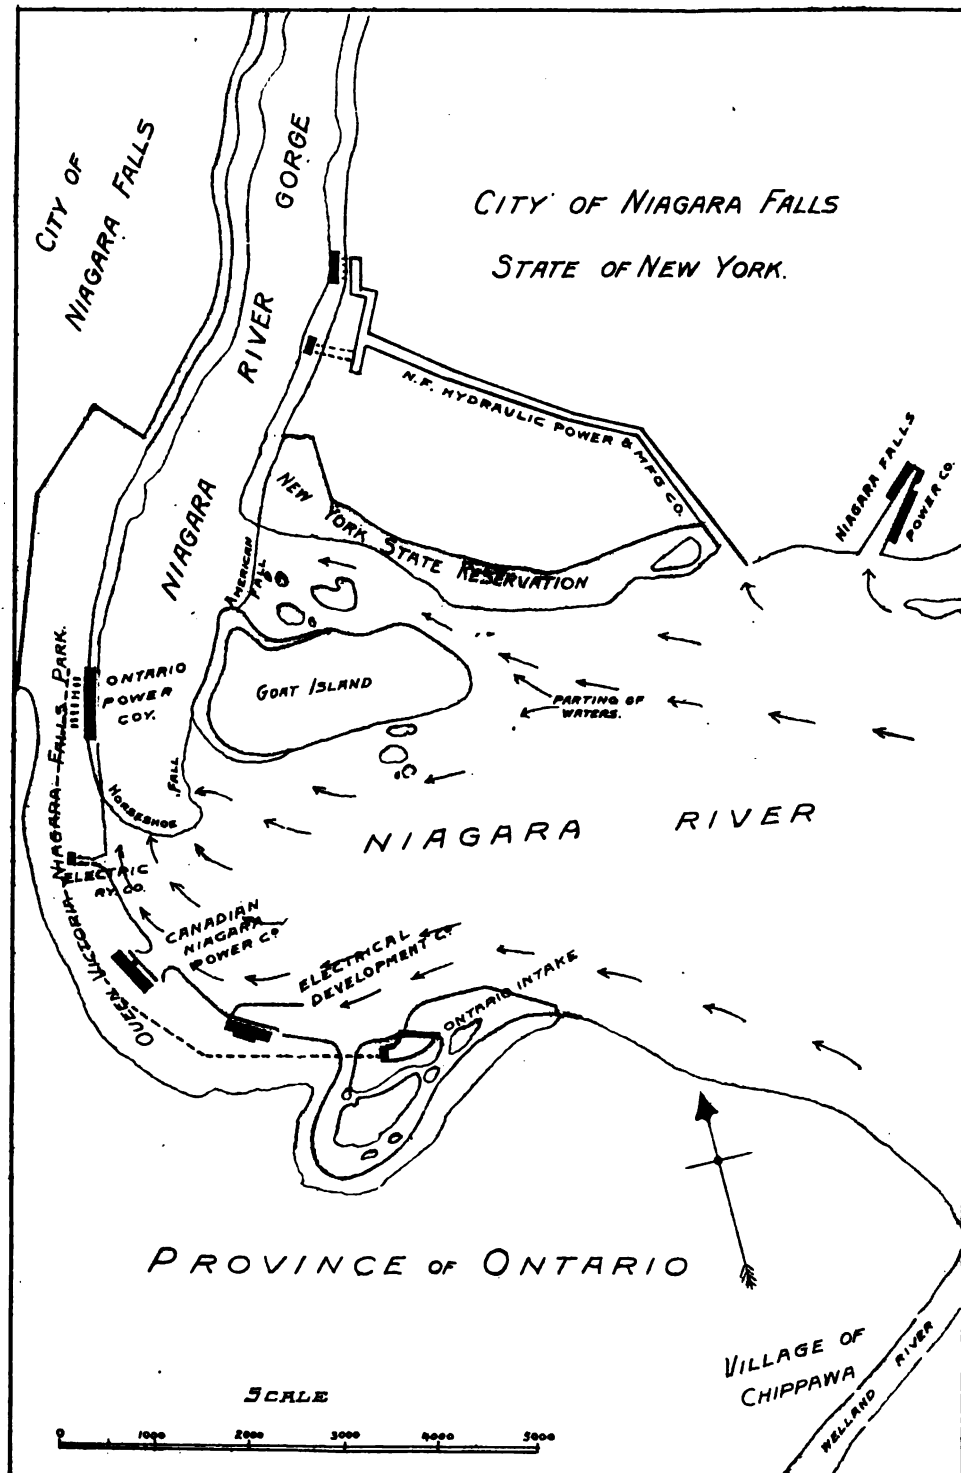 CITY OF
NIAGARA FALLS
NIAGARA RIVER GORGE
CITY OF NIAGARA FALLS
STATE OF NEW YORK.
N.F. HYDRAULIC POWER & MFG CO.
NIAGARA FALLS
POWER CO.
NEW YORK STATE RESERVATION
AMERICAN
FALL
GOAT ISLAND
PARTING OF
WATERS.
ONTARIO
POWER
COY.
HORSESHOE FALL
NIAGARA RIVER
QUEEN-VICTORIA-NIAGARA-FALLS-PARK.
ELECTRIC
RY. CO.
CANADIAN
NIAGARA
POWER CO
ELECTRICAL
DEVELOPMENT CO
ONTARIO INTAKE
PROVINCE OF ONTARIO
VILLAGE OF
CHIPPAWA
WELLAND RIVER
SCALE
0 1000 2000 3000 4000 5000